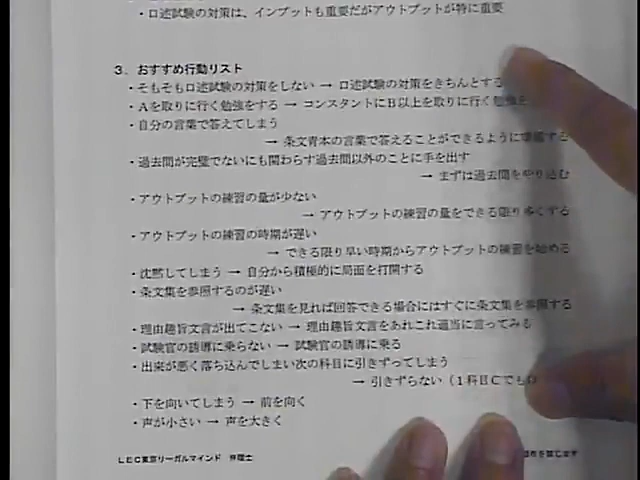 ・口述試験の対策は、インプットも重要だがアウトプットが特に重要
3．おすすめ行動リスト
・そもそも口述試験の対策をしない → 口述試験の対策をきちんとする
・Aを取りに行く勉強をする → コンスタントにB以上を取りに行く勉強を
・自分の言葉で答えてしまう
→ 条文青本の言葉で答えることができるように
・過去問が完璧でないにも関わらず過去問以外のことに手を出す
→ まずは過去問をやり込む
・アウトプットの練習の量が少ない
→ アウトプットの練習の量をできる限り多くする
・アウトプットの練習の時期が遅い
→ できる限り早い時期からアウトプットの練習を始める
・沈黙してしまう → 自分から積極的に局面を打開する
・条文集を参照するのが遅い
→ 条文集を見れば回答できる場合にはすぐに条文集を参照する
・理由趣旨文言が出てこない → 理由趣旨文言をあれこれ適当に言ってみる
・試験官の誘導に乗らない → 試験官の誘導に乗る
・出来が悪く落ち込んでしまい次の科目に引きずってしまう
→ 引きずらない（1科目Cでも
・下を向いてしまう → 前を向く
・声が小さい → 声を大きく
LEC東京リーガルマインド 弁理士
を禁じます